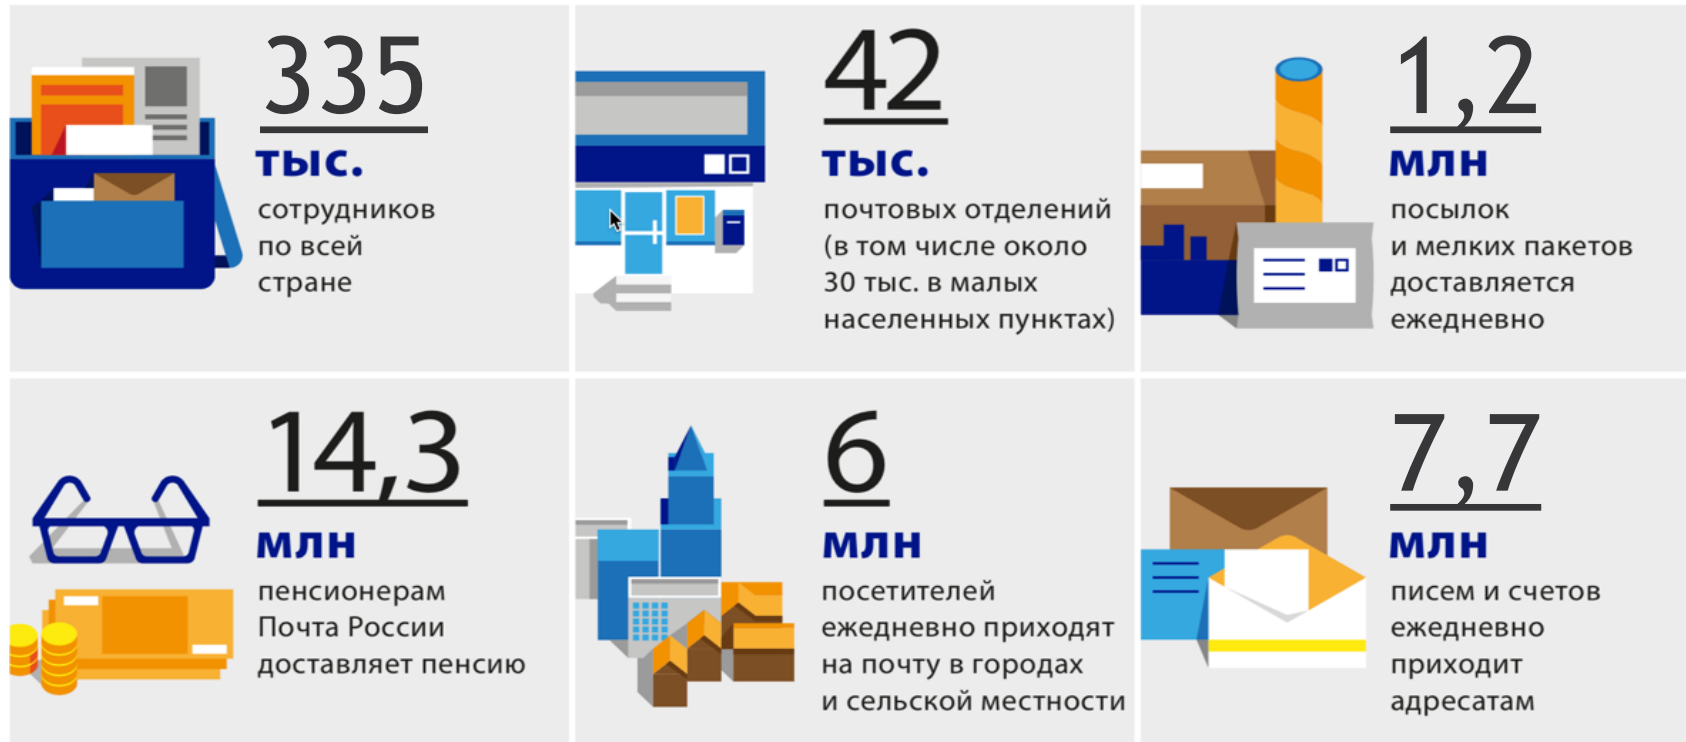 335
тыс.
сотрудников
по всей
стране
42
тыс.
почтовых отделений
(в том числе около
30 тыс. в малых
населенных пунктах)
1,2
млн
посылок
и мелких пакетов
доставляется
ежедневно
14,3
млн
пенсионерам
Почта России
доставляет пенсию
6
млн
посетителей
ежедневно приходят
на почту в городах
и сельской местности
7,7
млн
писем и счетов
ежедневно
приходит
адресатам